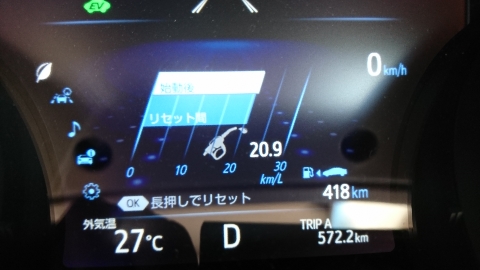 EV
0 km/h
始動後
リセット間
20.9
0 10 20 30
km/L
418 km
OK 長押しでリセット
外気温
27℃
D
TRIP A
572.2 km